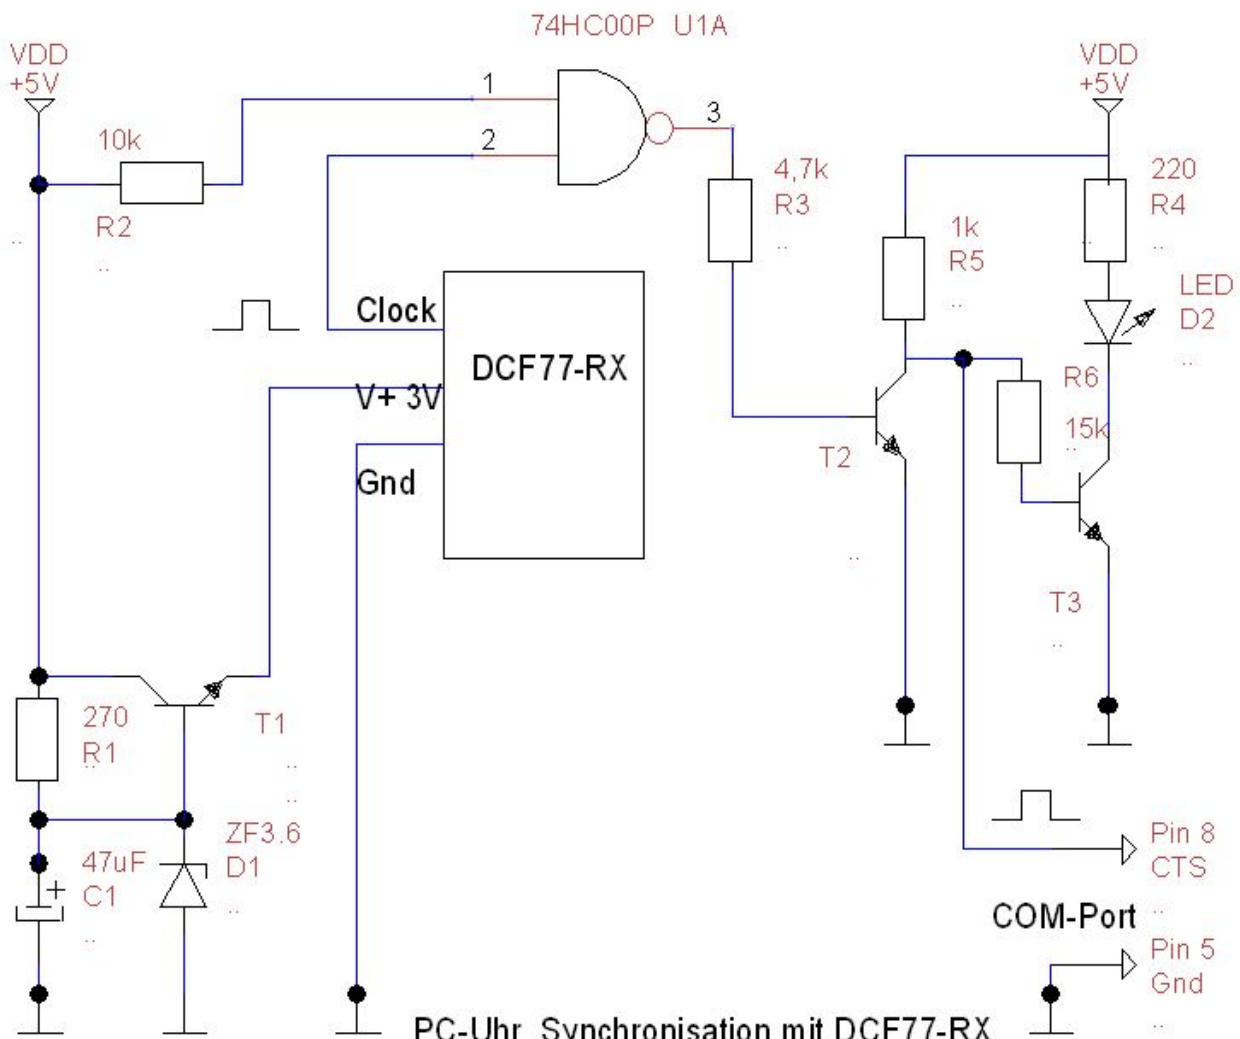 74HC00P U1A
VDD
+5V
VDD
+5V
1
2
3
10k
R2
4,7k
R3
220
R4
1k
R5
LED
D2
Clock
DCF77-RX
V+ 3V
Gnd
R6
15k
T2
T3
270
R1
T1
ZF3.6
D1
47uF
+
C1
Pin 8
CTS
COM-Port
Pin 5
Gnd
PC-Uhr Synchronisation mit DCF77-RX